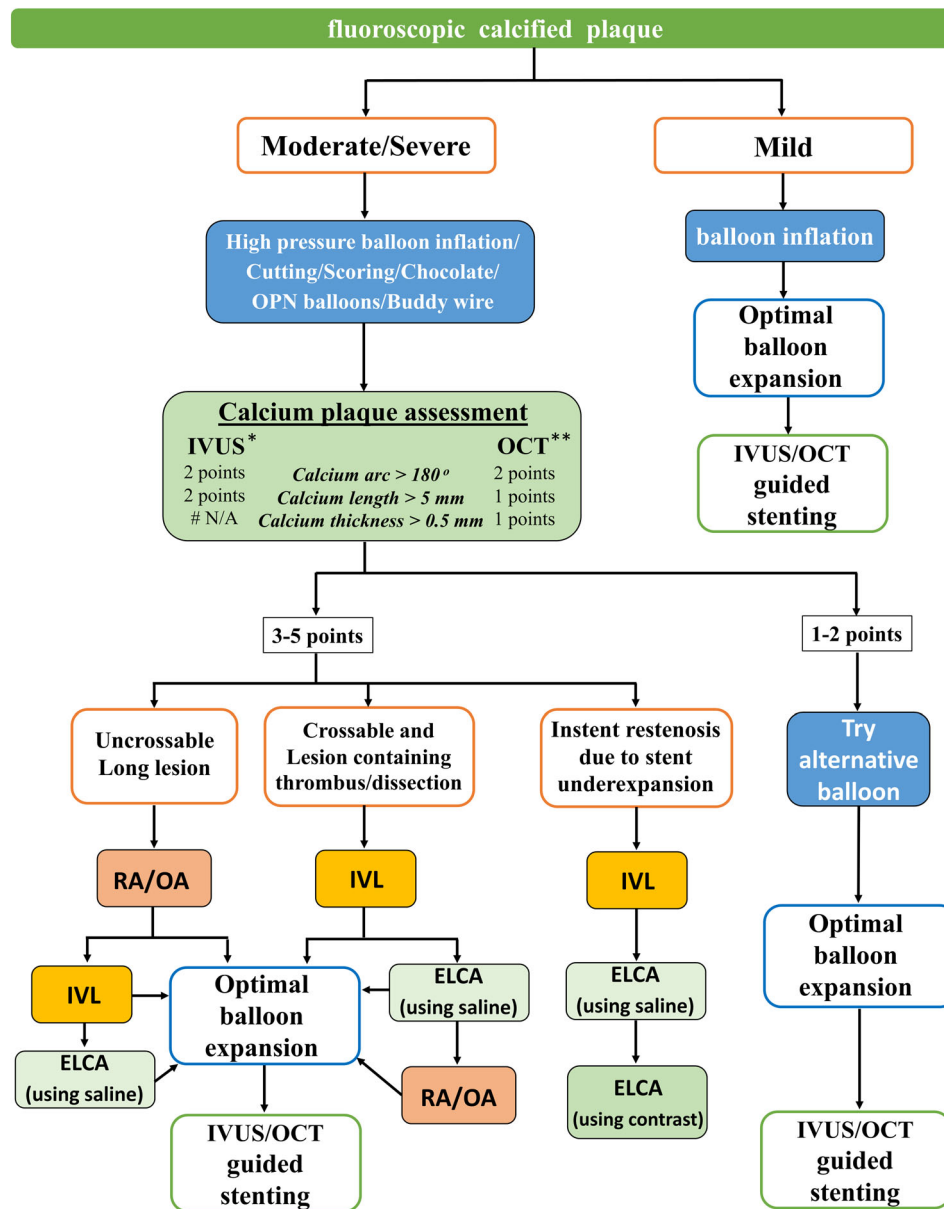 fluoroscopic calcified plaque
Moderate/Severe
Mild
High pressure balloon inflation/
Cutting/Scoring/Chocolate/
OPN balloons/Buddy wire
balloon inflation
Optimal
balloon
expansion
IVUS/OCT
guided
stenting
Calcium plaque assessment
IVUS* OCT**
2 points Calcium arc > 180º 2 points
2 points Calcium length > 5 mm 1 points
# N/A Calcium thickness > 0.5 mm 1 points
3-5 points
1-2 points
Uncrossable
Long lesion
Crossable and
Lesion containing
thrombus/dissection
Instent restenosis
due to stent
underexpansion
Try
alternative
balloon
RA/OA
IVL
IVL
IVL
ELCA
(using saline)
Optimal
balloon
expansion
ELCA
(using saline)
RA/OA
ELCA
(using saline)
ELCA
(using contrast)
Optimal
balloon
expansion
IVUS/OCT
guided
stenting
IVUS/OCT
guided
stenting